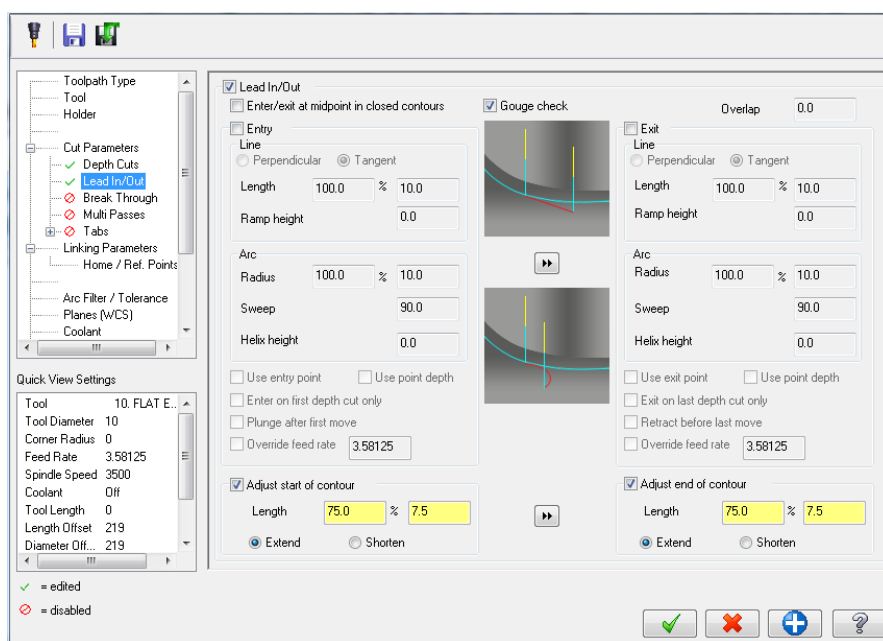 Toolpath Type
Tool
Holder
Cut Parameters
Depth Cuts
Lead In/Out
Break Through
Multi Passes
Tabs
Linking Parameters
Home / Ref. Points
Arc Filter / Tolerance
Planes (WCS)
Coolant
Quick View Settings
Tool 10. FLAT E...
Tool Diameter 10
Corner Radius 0
Feed Rate 3.58125
Spindle Speed 3500
Coolant Off
Tool Length 0
Length Offset 219
Diameter Off... 219
= edited
= disabled
Lead In/Out
Enter/exit at midpoint in closed contours
Gouge check
Overlap 0.0
Entry
Line
Perpendicular Tangent
Length 100.0 % 10.0
Ramp height 0.0
Arc
Radius 100.0 % 10.0
Sweep 90.0
Helix height 0.0
Use entry point Use point depth
Enter on first depth cut only
Plunge after first move
Override feed rate 3.58125
Adjust start of contour
Length 75.0 % 7.5
Extend Shorten
Exit
Line
Perpendicular Tangent
Length 100.0 % 10.0
Ramp height 0.0
Arc
Radius 100.0 % 10.0
Sweep 90.0
Helix height 0.0
Use exit point Use point depth
Exit on last depth cut only
Retract before last move
Override feed rate 3.58125
Adjust end of contour
Length 75.0 % 7.5
Extend Shorten